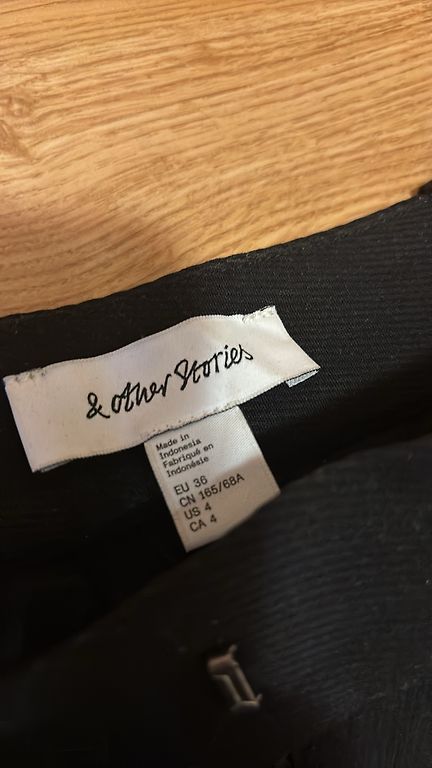 & other Stories
Made in
Indonesia
Fabriqué en
Indonésie
EU 36
CN 165/68A
US 4
CA 4